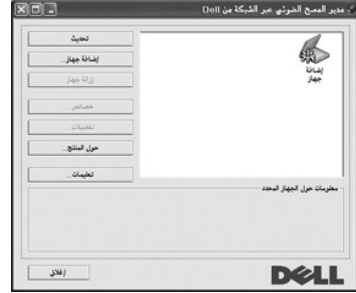 مدير المسح الضوئي عبر الشبكة من Dell
تحديث
إضافة جهاز...
إزالة جهاز
خصائص...
تفضيلات...
حول المنتج...
تعليمات...
إضافة
جهاز
معلومات حول الجهاز المحدد
إغلاق
DELL